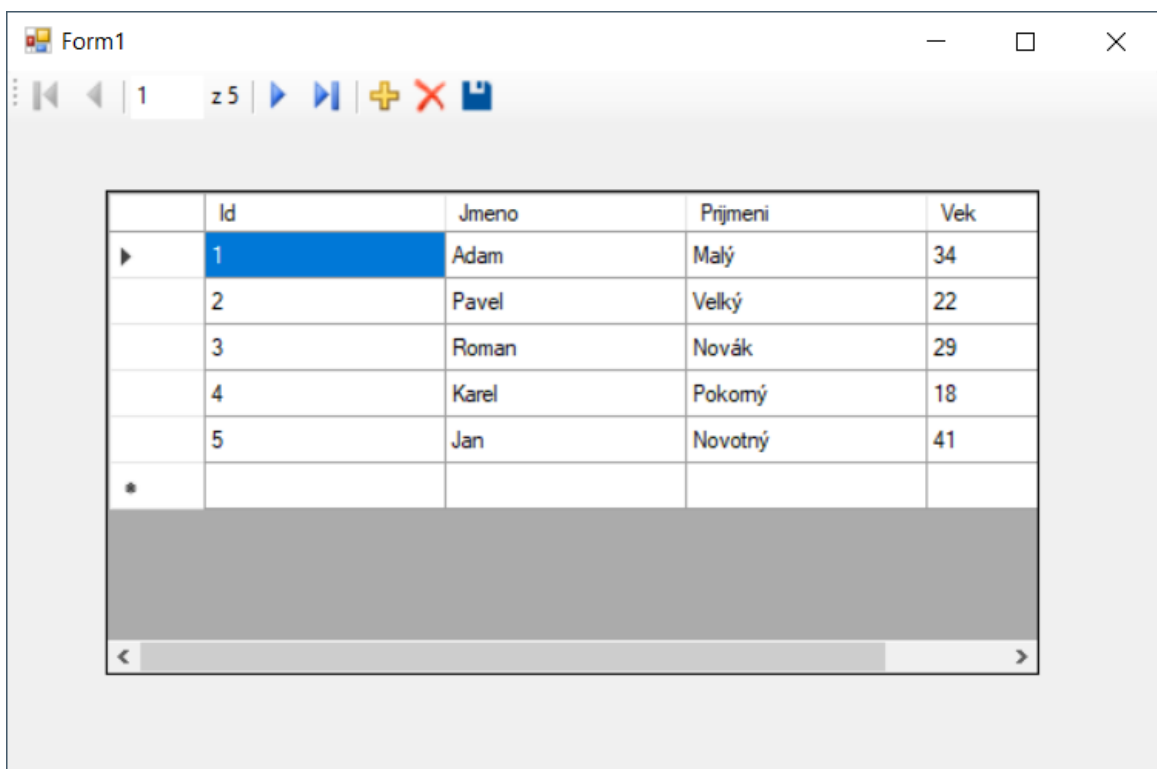 Form1
1 z 5
Id Jmeno Prijmeni Vek
1 Adam Malý 34
2 Pavel Velký 22
3 Roman Novák 29
4 Karel Pokorný 18
5 Jan Novotný 41